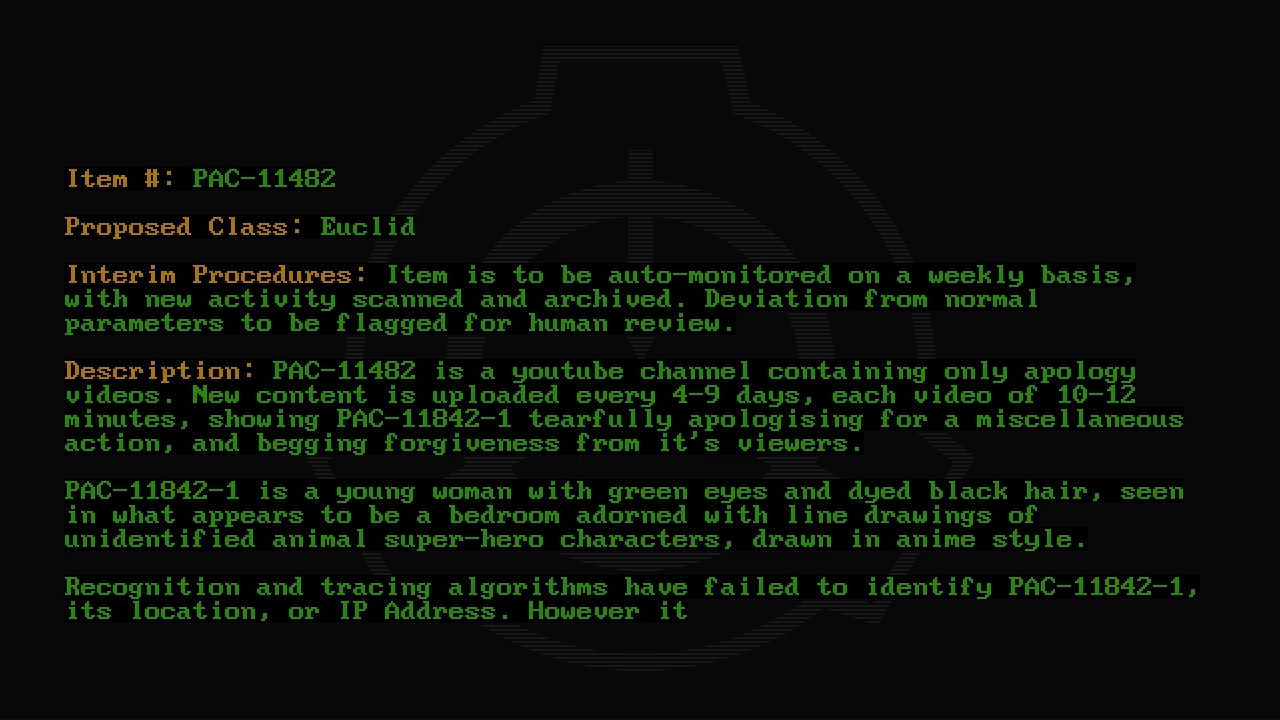 Item #: PAC-11482
Proposed Class: Euclid
Interim Procedures: Item is to be auto-monitored on a weekly basis,
with new activity scanned and archived. Deviation from normal
parameters to be flagged for human review.
Description: PAC-11482 is a youtube channel containing only apology
videos. New content is uploaded every 4-9 days, each video of 10-12
minutes, showing PAC-11842-1 tearfully apologising for a miscellaneous
action, and begging forgiveness from it's viewers.
PAC-11842-1 is a young woman with green eyes and dyed black hair, seen
in what appears to be a bedroom adorned with line drawings of
unidentified animal super-hero characters, drawn in anime style.
Recognition and tracing algorithms have failed to identify PAC-11842-1,
its location, or IP Address. However it